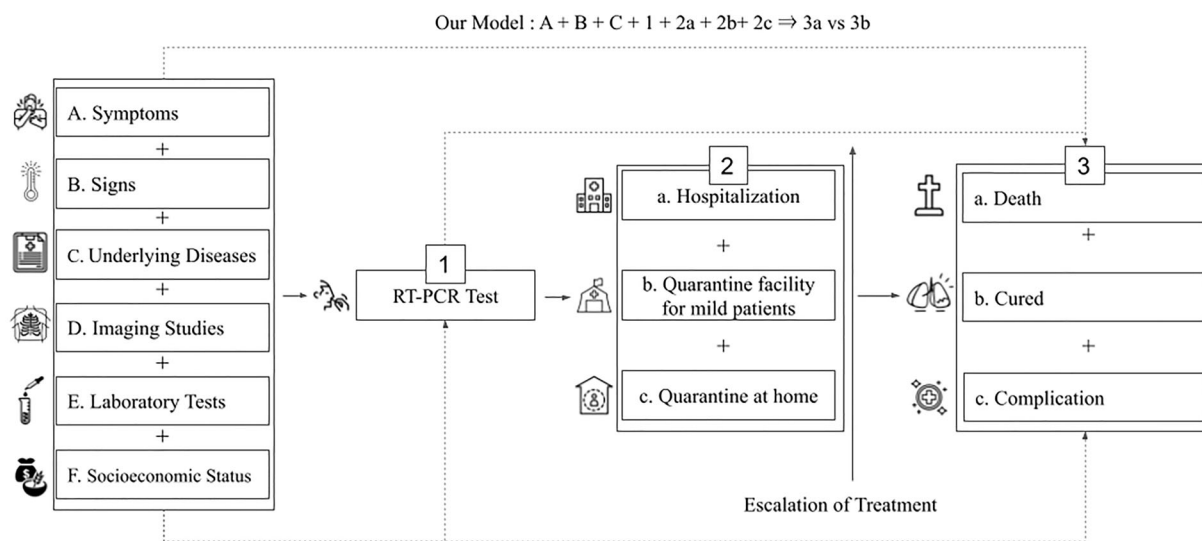 Our Model : A + B + C + 1 + 2a + 2b+ 2c ⇒ 3a vs 3b
A. Symptoms
+
B. Signs
+
C. Underlying Diseases
+
D. Imaging Studies
+
E. Laboratory Tests
+
F. Socioeconomic Status
1
RT-PCR Test
2
a. Hospitalization
+
b. Quarantine facility
for mild patients
+
c. Quarantine at home
Escalation of Treatment
3
a. Death
+
b. Cured
+
c. Complication